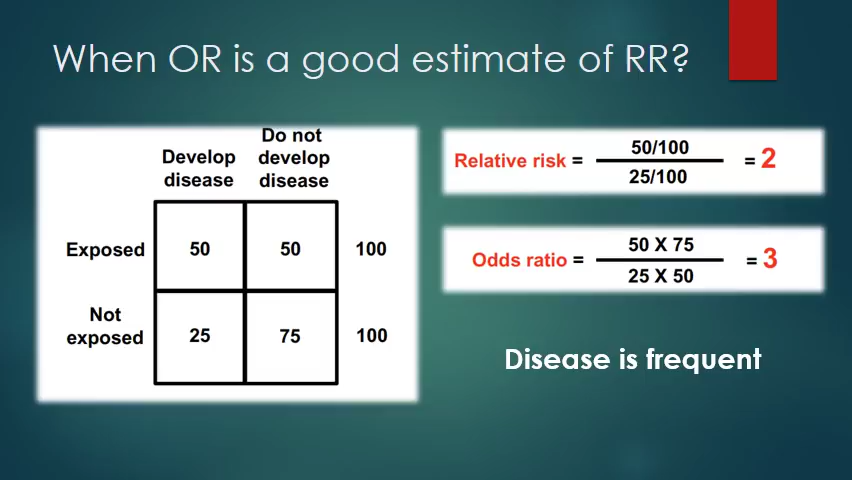 When OR is a good estimate of RR?
Develop
disease
Do not
develop
disease
Exposed 50 50 100
Not
exposed 25 75 100
Relative risk = 50/100
25/100
= 2
Odds ratio = 50 X 75
25 X 50
= 3
Disease is frequent